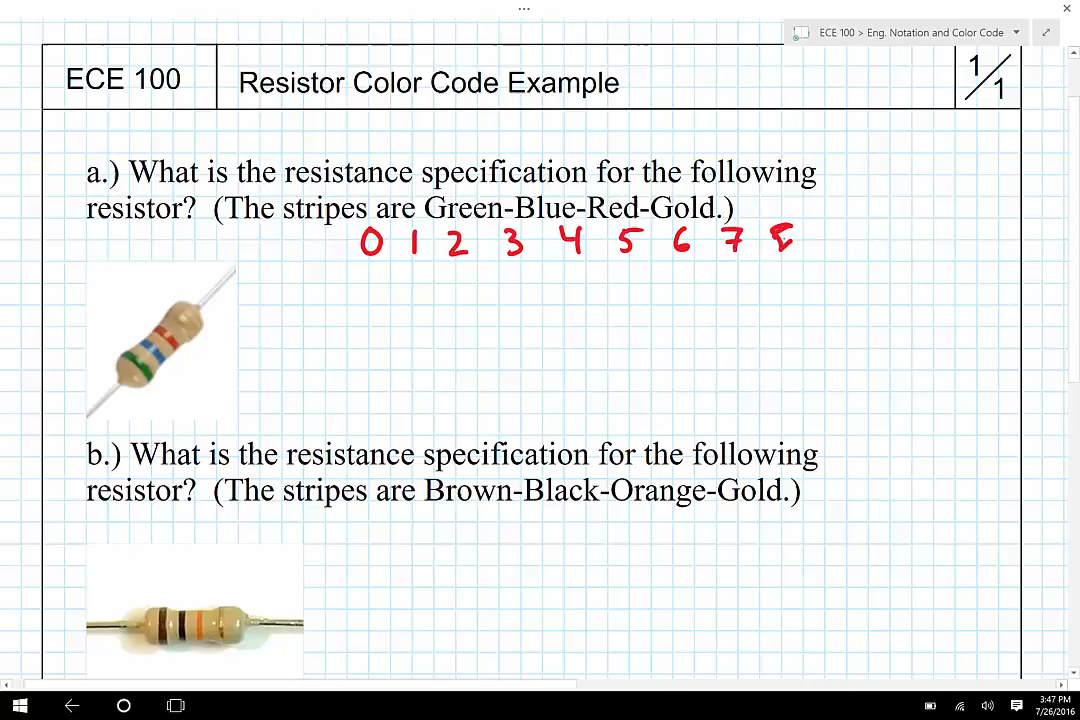 ECE 100 > Eng. Notation and Color Code
ECE 100
Resistor Color Code Example
1/1
a.) What is the resistance specification for the following
resistor? (The stripes are Green-Blue-Red-Gold.)
0 1 2 3 4 5 6 7 8
b.) What is the resistance specification for the following
resistor? (The stripes are Brown-Black-Orange-Gold.)
3:47 PM
7/26/2016